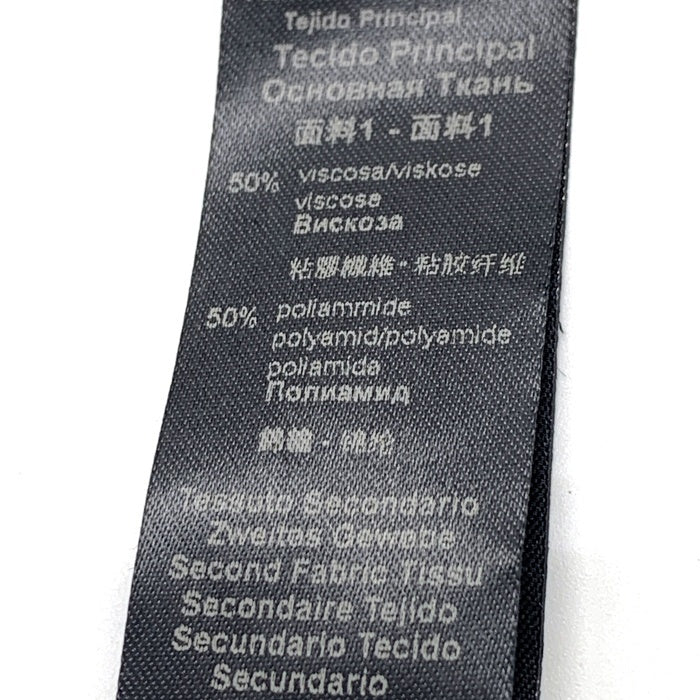 Tejido Principal
Tecido Principal
Основная Ткань
面料1 - 面料1
50% viscosa/viskose
viscosa
Вискоза
粘膠纖維 - 粘胶纤维
50% poliammide
polyamid/polyamide
poliamida
Полиамид
Tessuto Secondario
Zweites Gewebe
Second Fabric Tissu
Secondaire Tejido
Secundario Tecido
Secundario